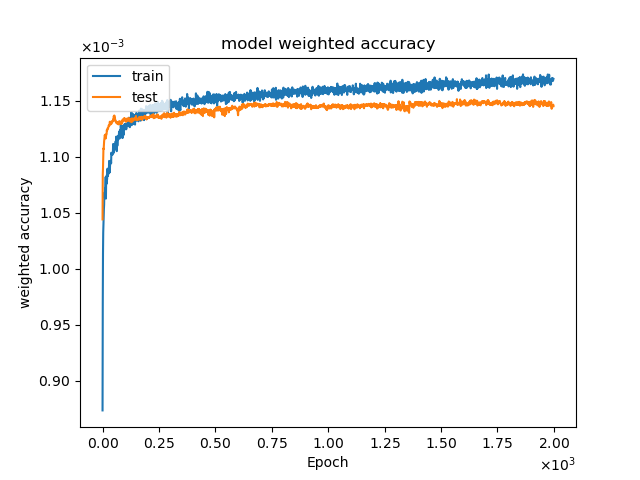 model weighted accuracy
×10⁻³
train
test
1.15
1.10
1.05
1.00
0.95
0.90
weighted accuracy
0.00 0.25 0.50 0.75 1.00 1.25 1.50 1.75 2.00
Epoch
×10³